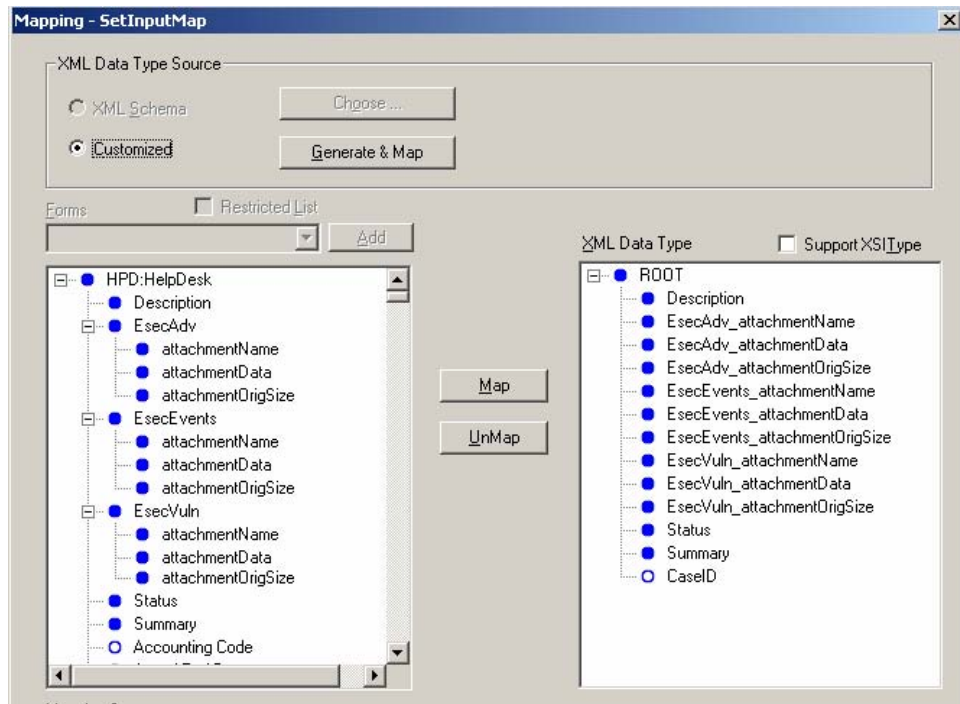 Mapping - SetInputMap
XML Data Type Source
XML Schema
Choose ...
Customized
Generate & Map
Forms
Restricted List
Add
HPD:HelpDesk
Description
EsecAdv
attachmentName
attachmentData
attachmentOrigSize
EsecEvents
attachmentName
attachmentData
attachmentOrigSize
EsecVuln
attachmentName
attachmentData
attachmentOrigSize
Status
Summary
Accounting Code
Map
UnMap
XML Data Type
Support XSIType
ROOT
Description
EsecAdv_attachmentName
EsecAdv_attachmentData
EsecAdv_attachmentOrigSize
EsecEvents_attachmentName
EsecEvents_attachmentData
EsecEvents_attachmentOrigSize
EsecVuln_attachmentName
EsecVuln_attachmentData
EsecVuln_attachmentOrigSize
Status
Summary
CaseID